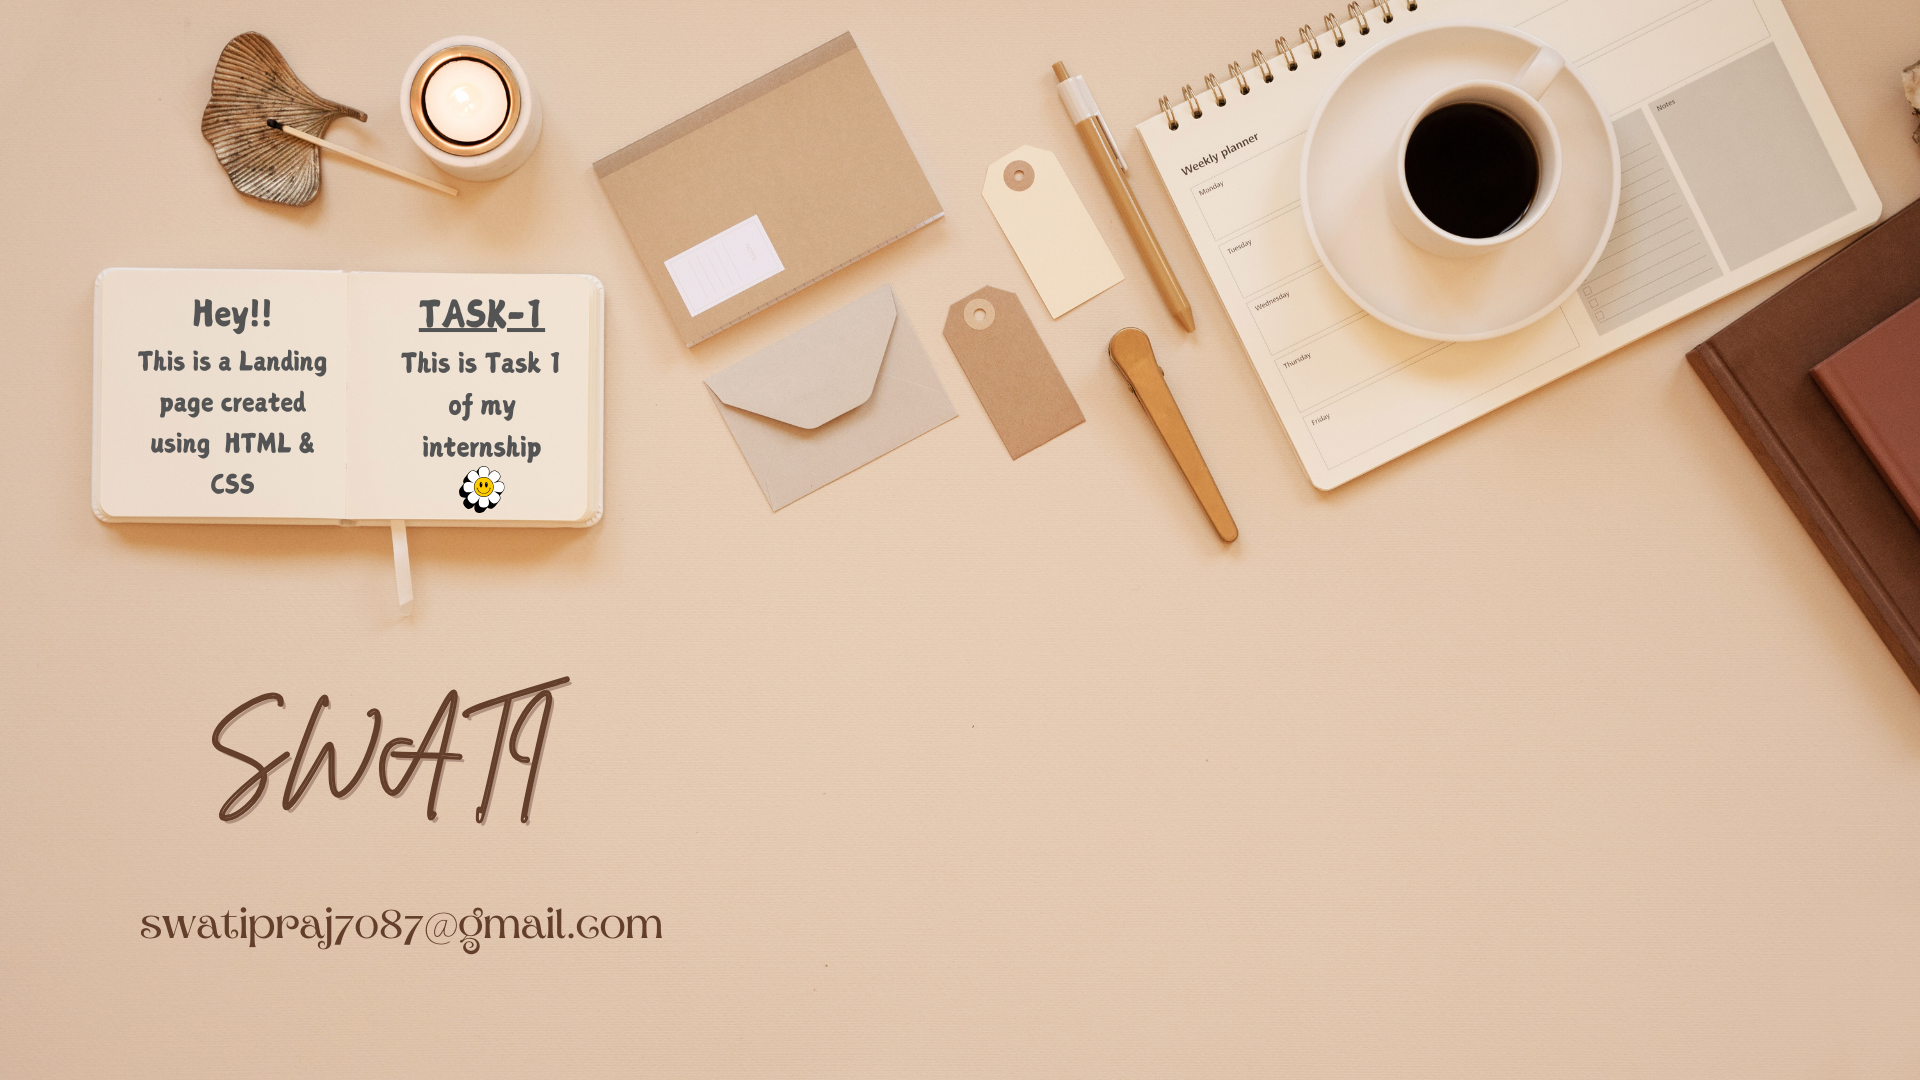 Hey!!
This is a Landing
page created
using HTML &
CSS
TASK-1
This is Task 1
of my
internship
Weekly planner
Monday
Tuesday
Wednesday
Thursday
Friday
Notes
SWATI
swatipraj7087@gmail.com